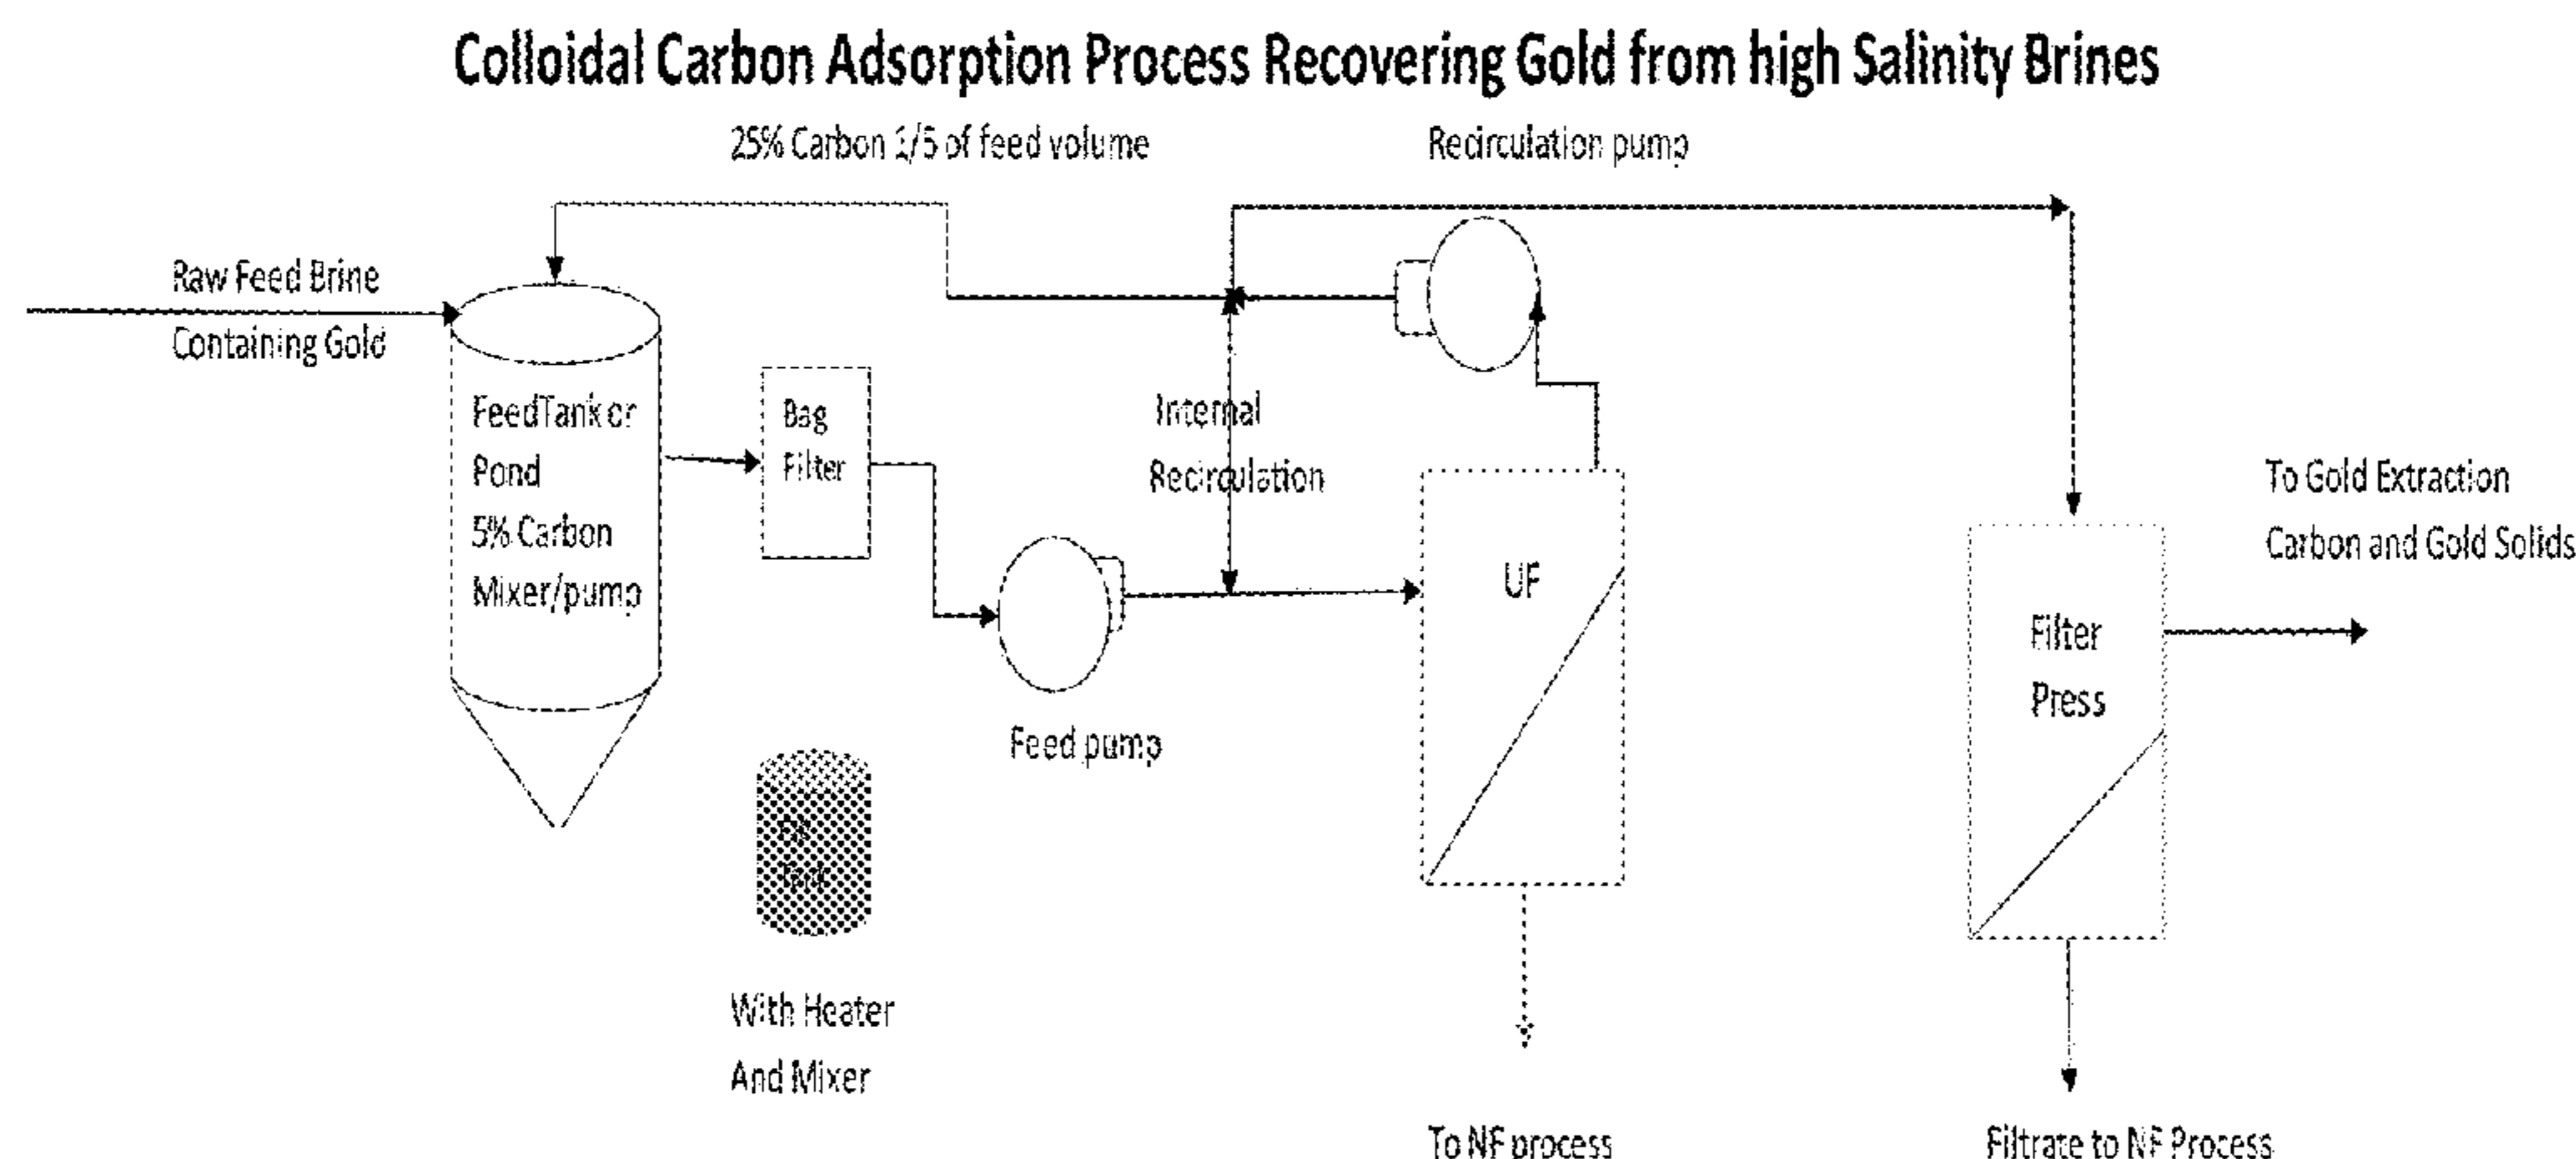 Colloidal Carbon Adsorption Process Recovering Gold from high Salinity Brines
25% Carbon 1/5 of feed volume
Recirculation pump
Raw Feed Brine
Containing Gold
FeedTank or
Pond
5% Carbon
Mixer/pump
Bag
Filter
Internal
Recirculation
Feed pump
UF
To Gold Extraction
Carbon and Gold Solids
Filter
Press
Tank
With Heater
And Mixer
To NF process
Filtrate to NF Process